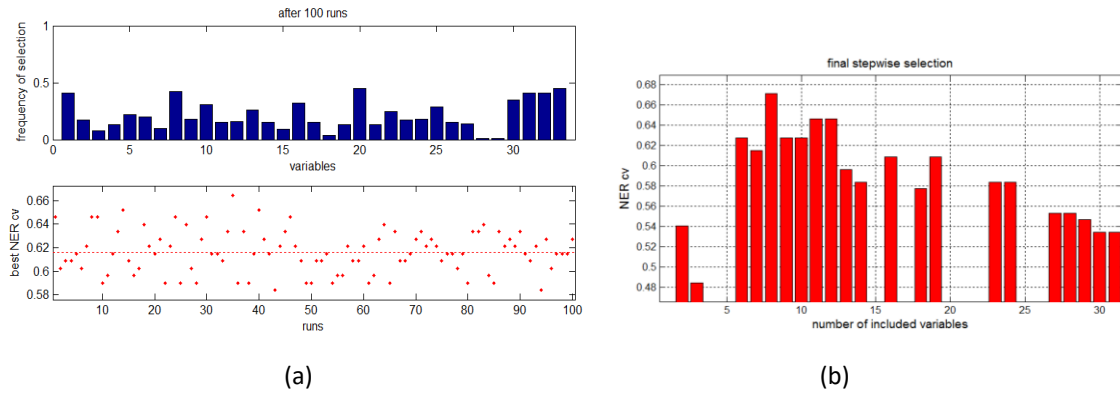 after 100 runs
frequency of selection
1
0.5
0
0 5 10 15 20 25 30
variables
best NER cv
0.66
0.64
0.62
0.6
0.58
10 20 30 40 50 60 70 80 90 100
runs
(a)
final stepwise selection
NER cv
0.68
0.66
0.64
0.62
0.6
0.58
0.56
0.54
0.52
0.5
0.48
5 10 15 20 25 30
number of included variables
(b)